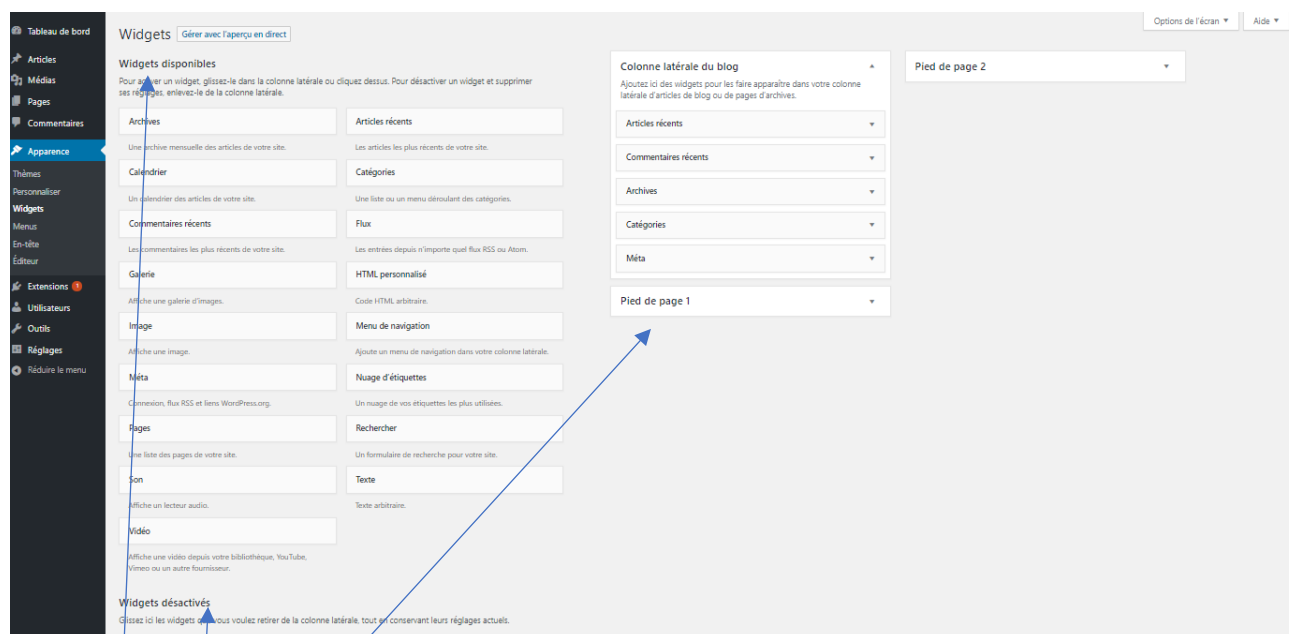 Options de l'écran ▼
Aide ▼
Tableau de bord
Articles
Médias
Pages
Commentaires
Apparence
Thèmes
Personnaliser
Widgets
Menus
En-tête
Éditeur
Extensions 1
Utilisateurs
Outils
Réglages
Réduire le menu
Widgets Gérer avec l'aperçu en direct
Widgets disponibles
Pour activer un widget, glissez-le dans la colonne latérale ou cliquez dessus. Pour désactiver un widget et supprimer
ses réglages, enlevez-le de la colonne latérale.
Archives
Une archive mensuelle des articles de votre site.
Articles récents
Les articles les plus récents de votre site.
Calendrier
Un calendrier des articles de votre site.
Catégories
Une liste ou un menu déroulant des catégories.
Commentaires récents
Les commentaires les plus récents de votre site.
Flux
Les entrées depuis n'importe quel flux RSS ou Atom.
Galerie
Affiche une galerie d'images.
HTML personnalisé
Code HTML arbitraire.
Image
Affiche une image.
Menu de navigation
Ajoute un menu de navigation dans votre colonne latérale.
Méta
Connexion, flux RSS et liens WordPress.org.
Nuage d'étiquettes
Un nuage de vos étiquettes les plus utilisées.
Pages
Une liste des pages de votre site.
Rechercher
Un formulaire de recherche pour votre site.
Son
Affiche un lecteur audio.
Texte
Texte arbitraire.
Vidéo
Affiche une vidéo depuis votre bibliothèque, YouTube,
Vimeo ou un autre fournisseur.
Widgets désactivés
Glissez ici les widgets que vous voulez retirer de la colonne latérale, tout en conservant leurs réglages actuels.
Colonne latérale du blog
Ajoutez ici des widgets pour les faire apparaître dans votre colonne
latérale d'articles de blog ou de pages d'archives.
Articles récents
Commentaires récents
Archives
Catégories
Méta
Pied de page 1
Pied de page 2